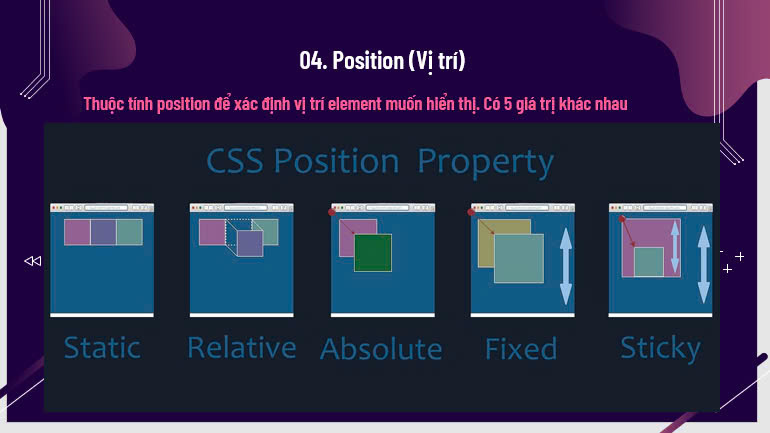 04. Position (Vị trí)
Thuộc tính position để xác định vị trí element muốn hiển thị. Có 5 giá trị khác nhau
CSS Position Property
Static
Relative
Absolute
Fixed
Sticky